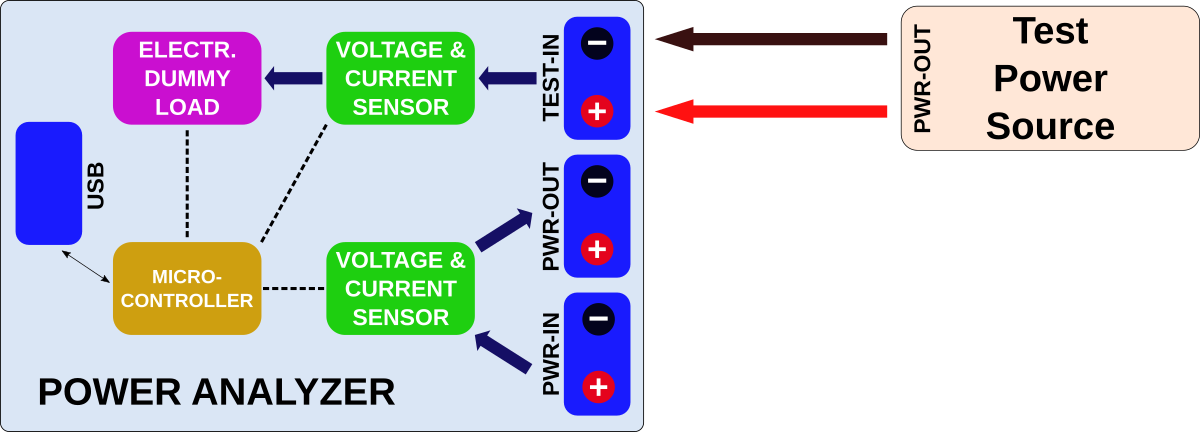 ELECTR.
DUMMY
LOAD
VOLTAGE &
CURRENT
SENSOR
TEST-IN
−
+
PWR-OUT
Test
Power
Source
USB
PWR-OUT
−
+
MICRO-
CONTROLLER
VOLTAGE &
CURRENT
SENSOR
PWR-IN
−
+
POWER ANALYZER